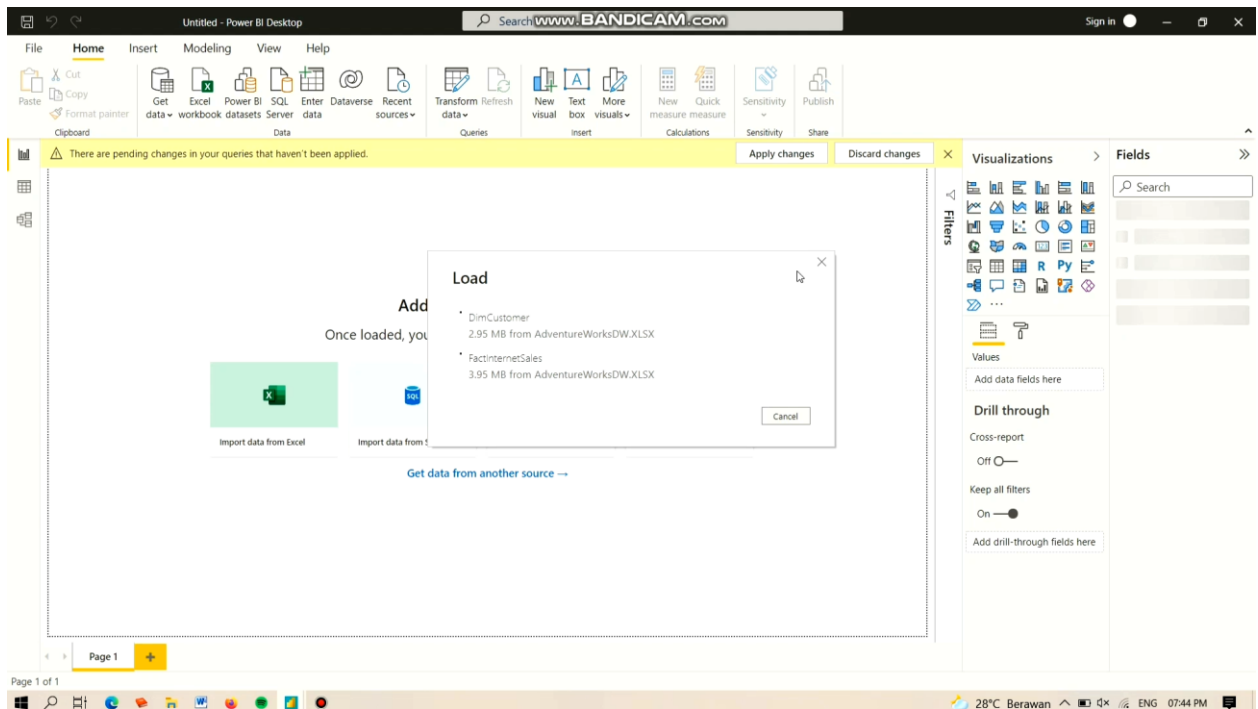 Untitled - Power BI Desktop
Search
www.BANDICAM.com
Sign in
File Home Insert Modeling View Help
Paste
Cut
Copy
Format painter
Clipboard
Get data
Excel workbook
Power BI datasets
SQL Server
Enter data
Dataverse
Recent sources
Data
Transform data
Refresh
Queries
New visual
Text box
More visuals
Insert
New measure
Quick measure
Calculations
Sensitivity
Sensitivity
Publish
Share
There are pending changes in your queries that haven't been applied.
Apply changes
Discard changes
Filters
Add
Once loaded, you
Import data from Excel
SQL
Import data from S
Get data from another source →
Load
DimCustomer
2.95 MB from AdventureWorksDW.XLSX
FactInternetSales
3.95 MB from AdventureWorksDW.XLSX
Cancel
Visualizations
R Py
Values
Add data fields here
Drill through
Cross-report
Off
Keep all filters
On
Add drill-through fields here
Fields
Search
Page 1
Page 1 of 1
28°C Berawan
ENG
07:44 PM